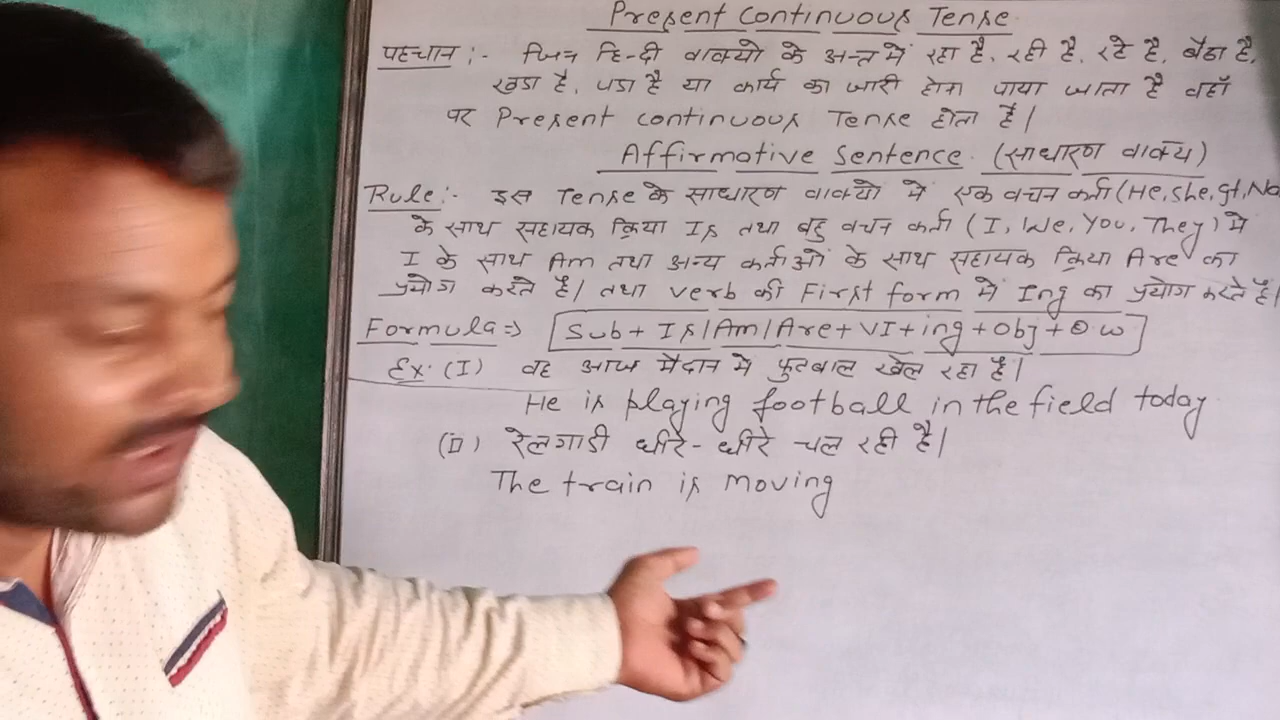 Present Continuous Tense
पहचान :- जिन हिन्दी वाक्यो के अन्त में रहा है, रही है, रहे है, बैठा है,
खडा है, पडा है या कार्य का जारी होना पाया जाता है वहाँ
पर Present continuous Tense होता है।
Affirmative Sentence. (साधारण वाक्य)
Rule:- इस Tense के साधारण वाक्यो मे एक वचन कर्ता (He, She, It, Na
के साथ सहायक क्रिया Is तथा बहु वचन कर्ता (I, We, You, They) मे
I के साथ Am तथा अन्य कर्ताओ के साथ सहायक क्रिया Are का
प्रयोग करते है। तथा Verb की First form में Ing का प्रयोग करते है।
Formula => Sub + Is/Am/Are + VI + ing + Obj + O.w
Ex. (I) वह आज मैदान मे फुटबाल खेल रहा है।
He is playing football in the field today
(II) रेलगाडी धीरे-धीरे चल रही है।
The train is moving